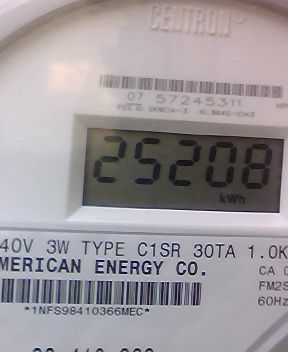 CENTRON®
07 57245311
25208
kWh
40V 3W TYPE C1SR 30TA 1.0K
MERICAN ENERGY CO.
CA 0
FM2S
60Hz
*1NFS98410366MEC*